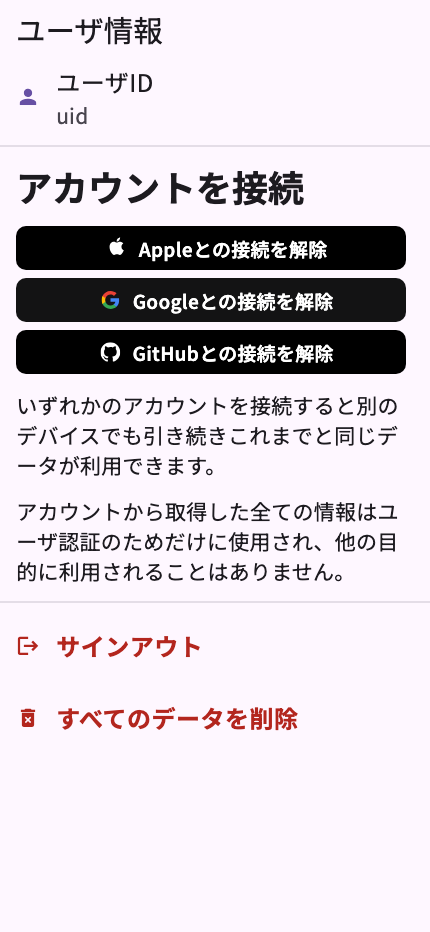 ユーザ情報
ユーザID
uid
アカウントを接続
Appleとの接続を解除
Googleとの接続を解除
GitHubとの接続を解除
いずれかのアカウントを接続すると別の
デバイスでも引き続きこれまでと同じデ
ータが利用できます。
アカウントから取得した全ての情報はユ
ーザ認証のためだけに使用され、他の目
的に利用されることはありません。
サインアウト
すべてのデータを削除